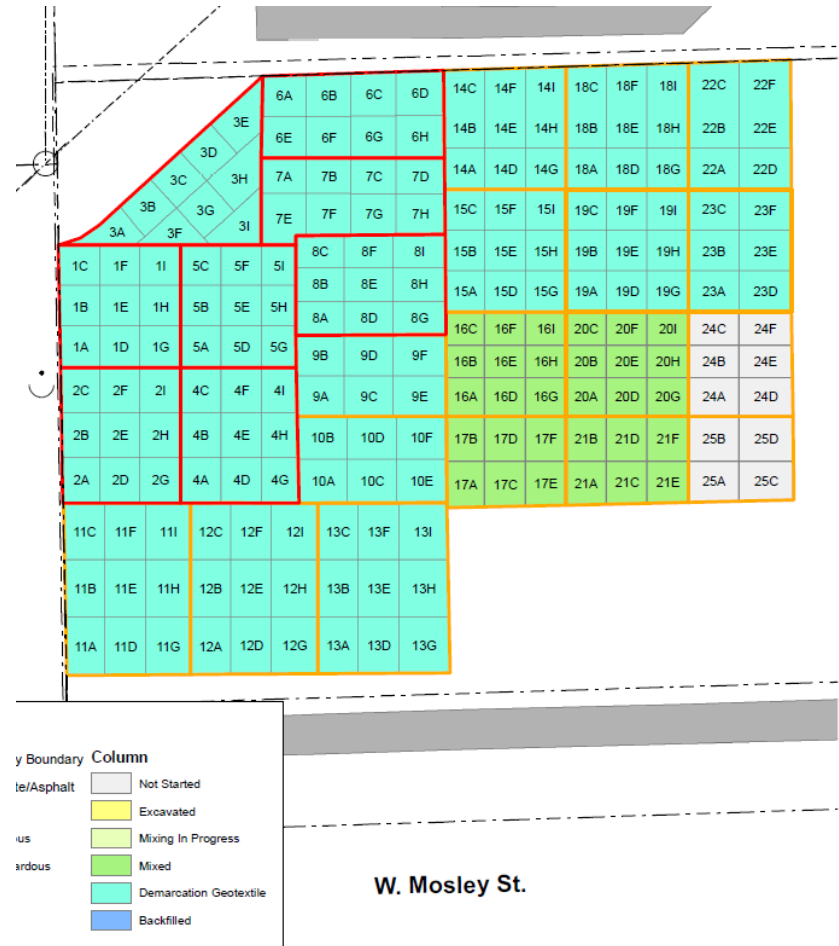 6A 6B 6C 6D 14C 14F 14I 18C 18F 18I 22C 22F
3E 6E 6F 6G 6H 14B 14E 14H 18B 18E 18H 22B 22E
3D
3C 3H 7A 7B 7C 7D 14A 14D 14G 18A 18D 18G 22A 22D
3B 3G 7E 7F 7G 7H 15C 15F 15I 19C 19F 19I 23C 23F
3A 3F 3I
1C 1F 1I 5C 5F 5I 8C 8F 8I 15B 15E 15H 19B 19E 19H 23B 23E
8B 8E 8H 15A 15D 15G 19A 19D 19G 23A 23D
1B 1E 1H 5B 5E 5H 8A 8D 8G 16C 16F 16I 20C 20F 20I 24C 24F
1A 1D 1G 5A 5D 5G 9B 9D 9F 16B 16E 16H 20B 20E 20H 24B 24E
2C 2F 2I 4C 4F 4I 9A 9C 9E 16A 16D 16G 20A 20D 20G 24A 24D
2B 2E 2H 4B 4E 4H 10B 10D 10F 17B 17D 17F 21B 21D 21F 25B 25D
2A 2D 2G 4A 4D 4G 10A 10C 10E 17A 17C 17E 21A 21C 21E 25A 25C
11C 11F 11I 12C 12F 12I 13C 13F 13I
11B 11E 11H 12B 12E 12H 13B 13E 13H
11A 11D 11G 12A 12D 12G 13A 13D 13G
y Boundary
te/Asphalt
us
ardous
Column
Not Started
Excavated
Mixing In Progress
Mixed
Demarcation Geotextile
Backfilled
W. Mosley St.